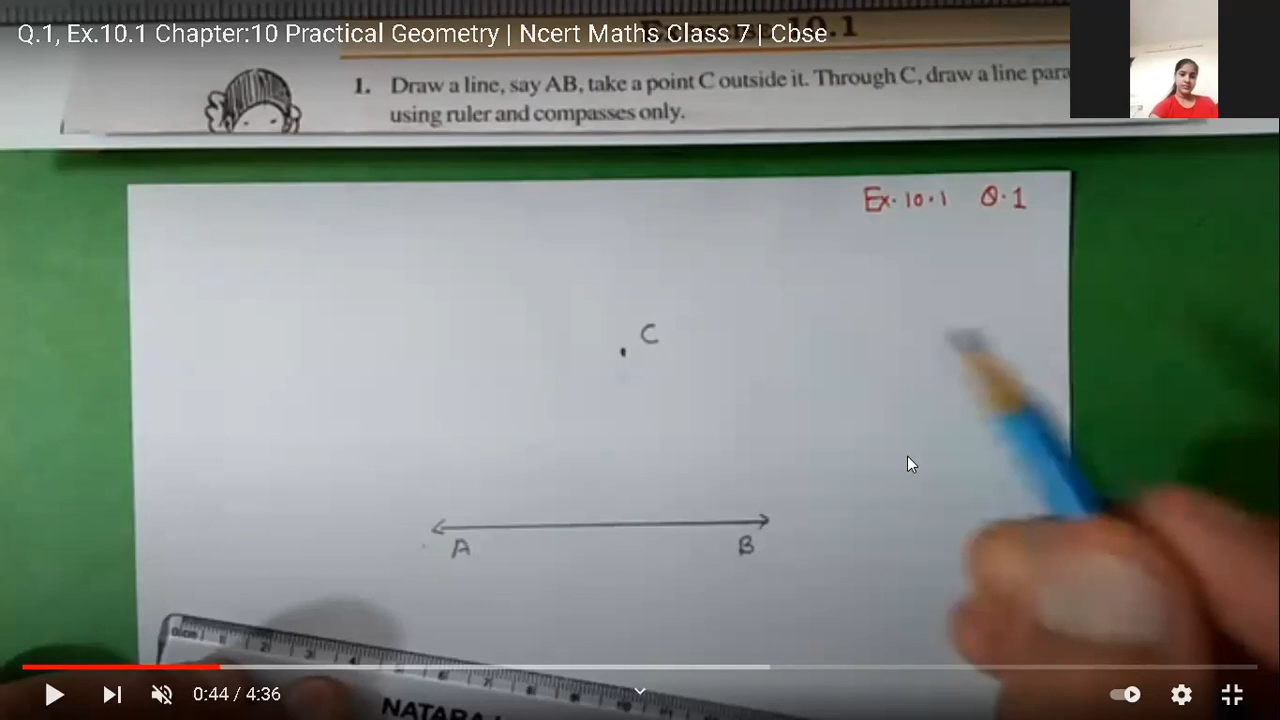 Q.1, Ex.10.1 Chapter:10 Practical Geometry | Ncert Maths Class 7 | Cbse
1. Draw a line, say AB, take a point C outside it. Through C, draw a line
using ruler and compasses only.
Ex. 10.1 Q.1
C
A B
0:44 / 4:36